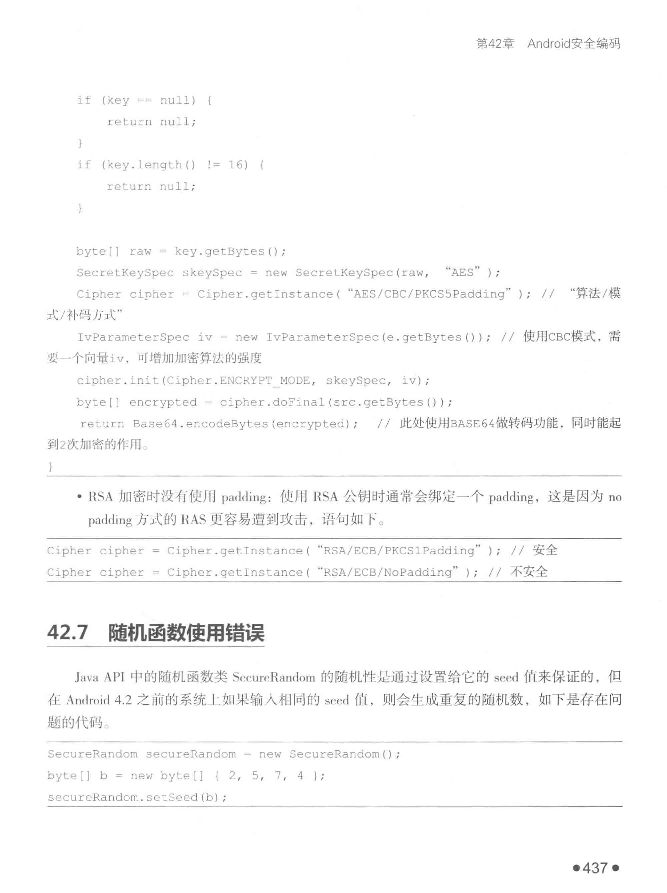 第42章 Android安全编码
if (key == null) {
return null;
}
if (key.length() != 16) {
return null;
}
byte[] raw = key.getBytes();
SecretKeySpec skeySpec = new SecretKeySpec(raw, “AES” );
Cipher cipher = Cipher.getInstance( “AES/CBC/PKCS5Padding” ); // “算法/模
式/补码方式”
IvParameterSpec iv = new IvParameterSpec(e.getBytes()); // 使用CBC模式，需
要一个向量iv，可增加加密算法的强度
cipher.init(Cipher.ENCRYPT_MODE, skeySpec, iv);
byte[] encrypted = cipher.doFinal(src.getBytes());
return Base64.encodeBytes(encrypted); // 此处使用BASE64做转码功能，同时能起
到2次加密的作用。
}
• RSA 加密时没有使用 padding：使用 RSA 公钥时通常会绑定一个 padding，这是因为 no
padding 方式的 RAS 更容易遭到攻击，语句如下。
Cipher cipher = Cipher.getInstance( “RSA/ECB/PKCS1Padding” ); // 安全
Cipher cipher = Cipher.getInstance( “RSA/ECB/NoPadding” ); // 不安全
42.7 随机函数使用错误
Java API 中的随机函数类 SecureRandom 的随机性是通过设置给它的 seed 值来保证的，但
在 Android 4.2 之前的系统上如果输入相同的 seed 值，则会生成重复的随机数，如下是存在问
题的代码。
SecureRandom secureRandom = new SecureRandom();
byte[] b = new byte[] { 2, 5, 7, 4 };
secureRandom.setSeed(b);
●437●